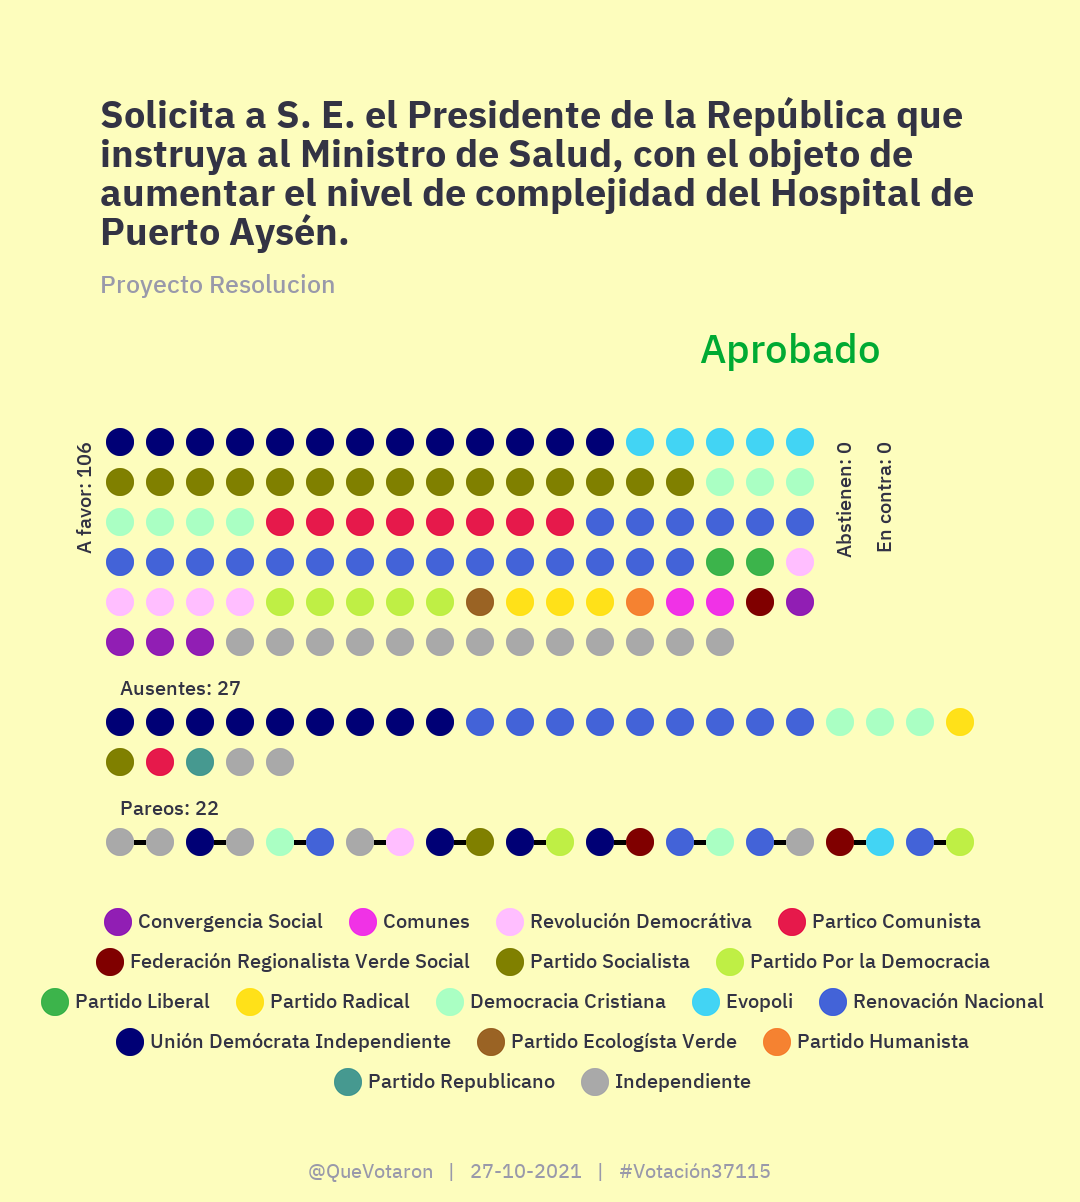 Solicita a S. E. el Presidente de la República que
instruya al Ministro de Salud, con el objeto de
aumentar el nivel de complejidad del Hospital de
Puerto Aysén.
Proyecto Resolucion
Aprobado
A favor: 106
Abstienen: 0
En contra: 0
Ausentes: 27
Pareos: 22
Convergencia Social Comunes Revolución Democrátiva Partico Comunista
Federación Regionalista Verde Social Partido Socialista Partido Por la Democracia
Partido Liberal Partido Radical Democracia Cristiana Evopoli Renovación Nacional
Unión Demócrata Independiente Partido Ecologísta Verde Partido Humanista
Partido Republicano Independiente
@QueVotaron | 27-10-2021 | #Votación37115